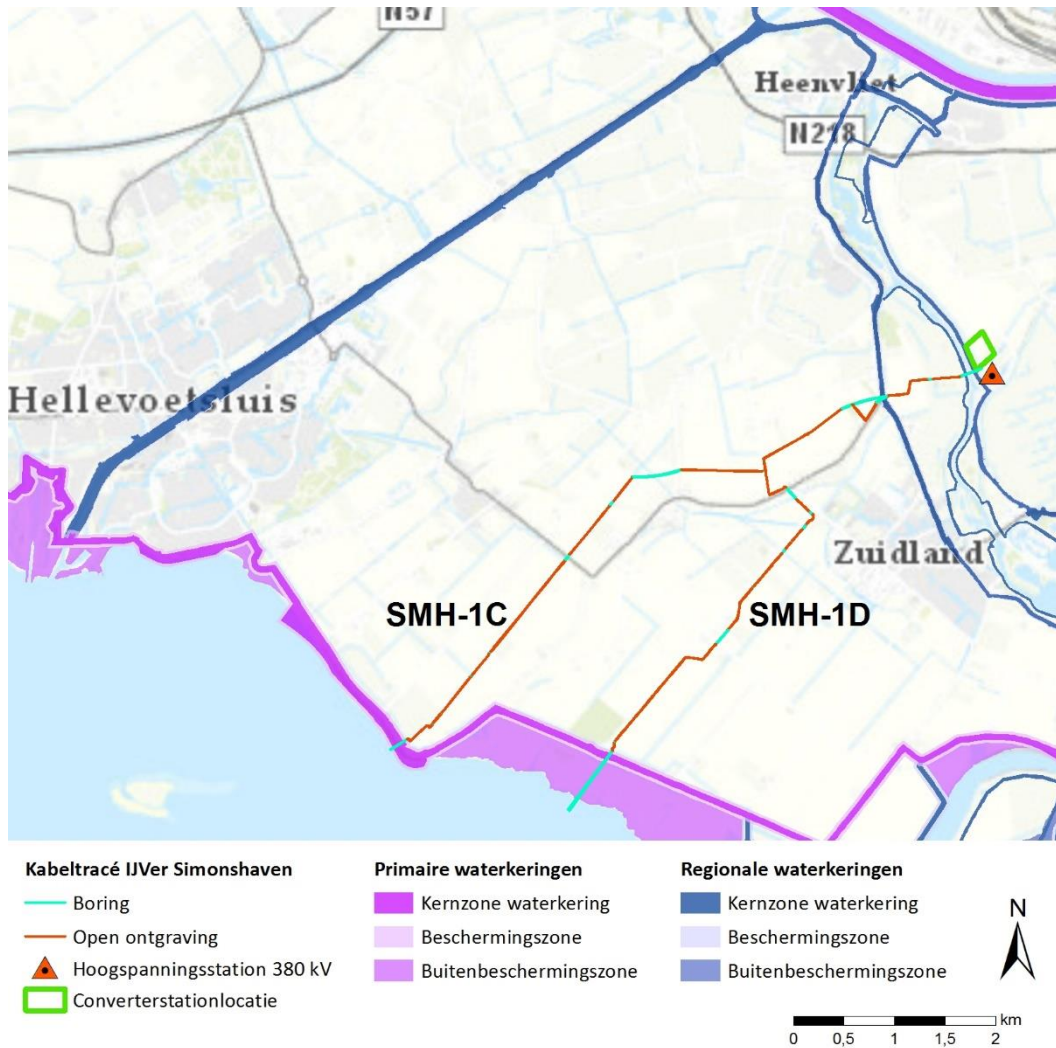 N57
Heenvliet
N218
Hellevoetsluis
Zuidland
SMH-1C
SMH-1D
Kabeltracé IJVer Simonshaven
Boring
Open ontgraving
Hoogspanningsstation 380 kV
Converterstationlocatie
Primaire waterkeringen
Kernzone waterkering
Beschermingszone
Buitenbeschermingszone
Regionale waterkeringen
Kernzone waterkering
Beschermingszone
Buitenbeschermingszone
N
km
0 0,5 1 1,5 2